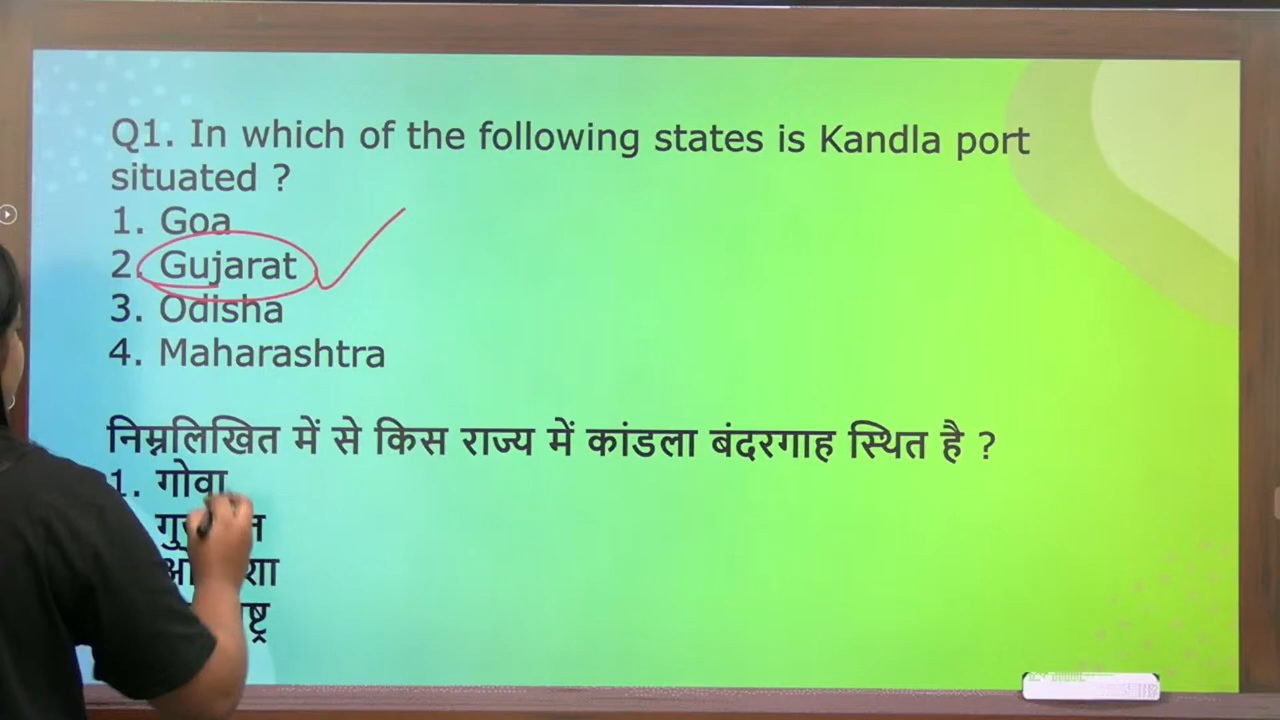 Q1. In which of the following states is Kandla port
situated ?
1. Goa
2. Gujarat
3. Odisha
4. Maharashtra
निम्नलिखित में से किस राज्य में कांडला बंदरगाह स्थित है ?
1. गोवा